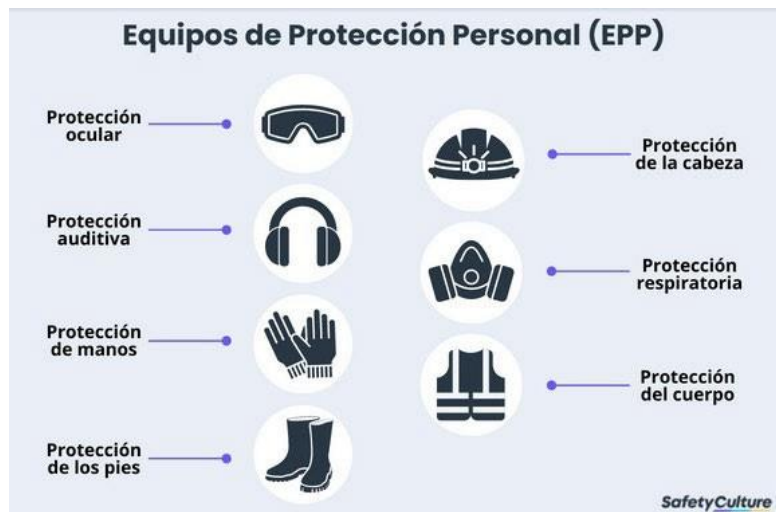 Equipos de Protección Personal (EPP)
Protección
ocular
Protección
auditiva
Protección
de manos
Protección
de los pies
Protección
de la cabeza
Protección
respiratoria
Protección
del cuerpo
SafetyCulture